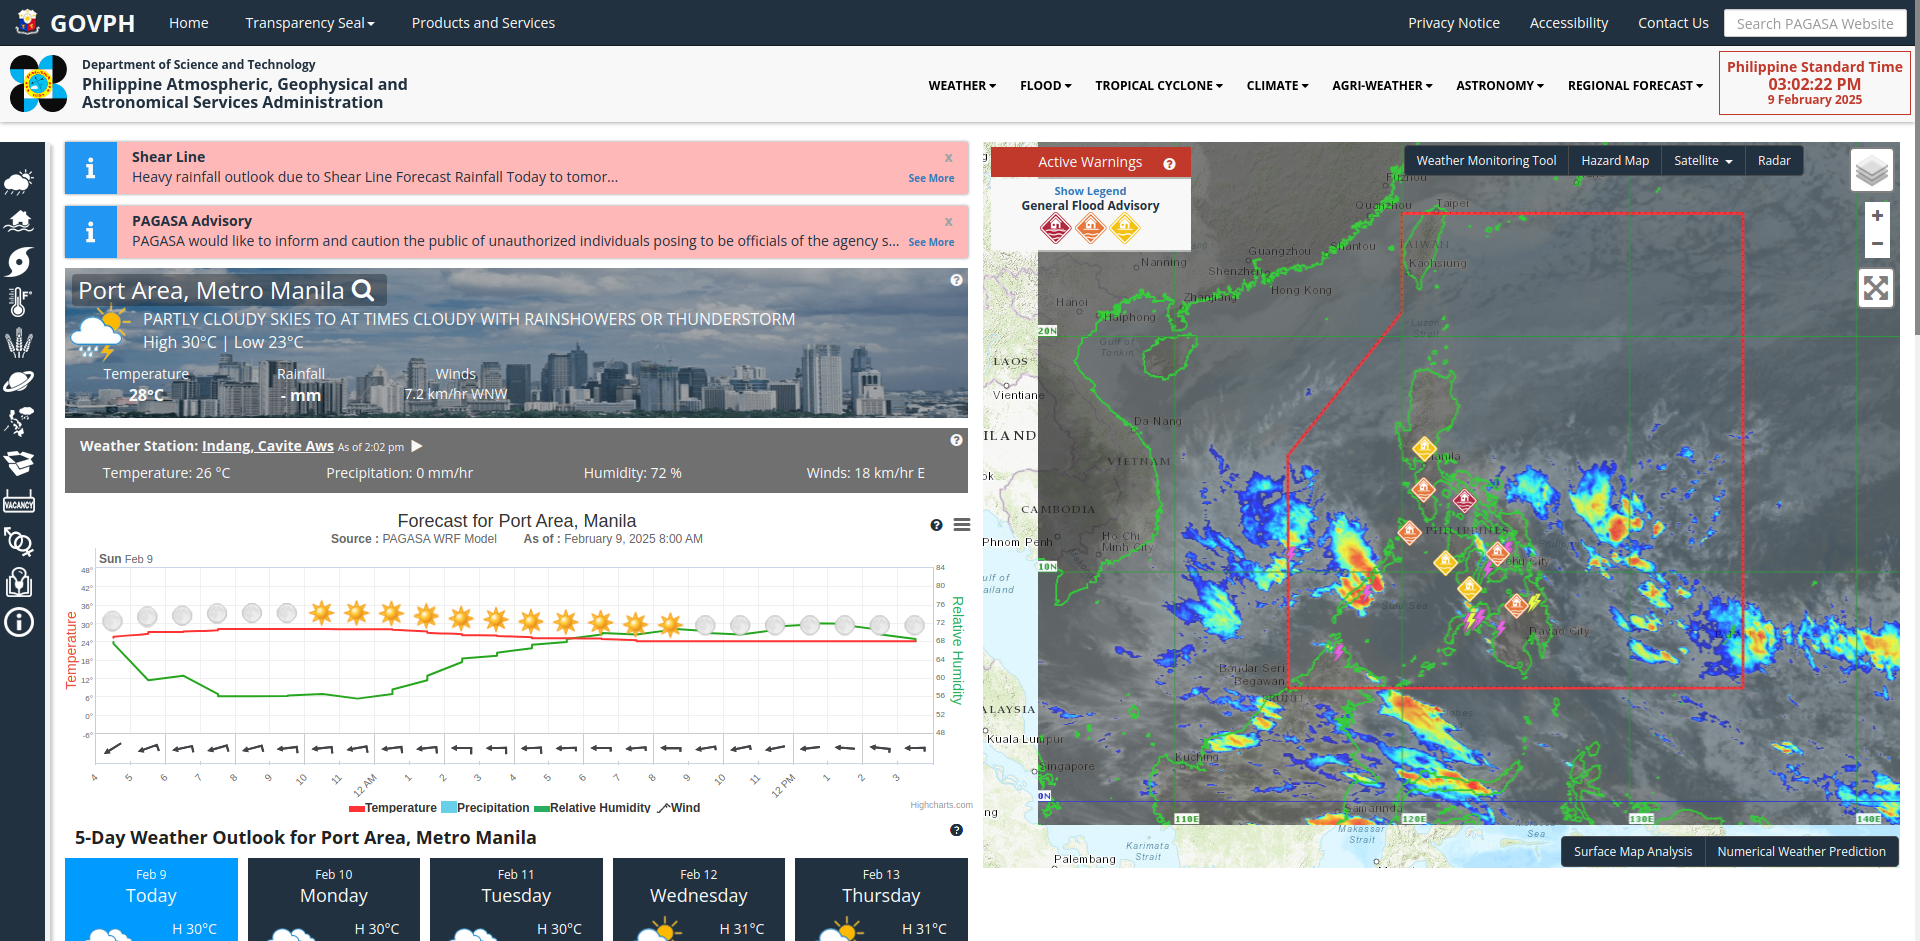 GOVPH
Home
Transparency Seal
Products and Services
Privacy Notice
Accessibility
Contact Us
Search PAGASA Website
Department of Science and Technology
Philippine Atmospheric, Geophysical and
Astronomical Services Administration
WEATHER
FLOOD
TROPICAL CYCLONE
CLIMATE
AGRI-WEATHER
ASTRONOMY
REGIONAL FORECAST
Philippine Standard Time
03:02:22 PM
9 February 2025
Shear Line
x
Heavy rainfall outlook due to Shear Line Forecast Rainfall Today to tomor...
See More
PAGASA Advisory
x
PAGASA would like to inform and caution the public of unauthorized individuals posing to be officials of the agency s...
See More
Port Area, Metro Manila
PARTLY CLOUDY SKIES TO AT TIMES CLOUDY WITH RAINSHOWERS OR THUNDERSTORM
High 30°C | Low 23°C
Temperature
Rainfall
Winds
28°C
- mm
7.2 km/hr WNW
Weather Station: Indang, Cavite Aws As of 2:02 pm
Temperature: 26 °C
Precipitation: 0 mm/hr
Humidity: 72 %
Winds: 18 km/hr E
VACANCY
Forecast for Port Area, Manila
Source : PAGASA WRF Model
As of : February 9, 2025 8:00 AM
Sun Feb 9
Temperature
48°
42°
36°
30°
24°
18°
12°
6°
0°
-6°
84
80
76
72
68
64
60
56
52
48
Relative Humidity
4
5
6
7
8
9
10
11
12 AM
1
2
3
4
5
6
7
8
9
10
11
12 PM
1
2
3
Temperature
Precipitation
Relative Humidity
Wind
Highcharts.com
5-Day Weather Outlook for Port Area, Metro Manila
Feb 9
Today
H 30°C
Feb 10
Monday
H 30°C
Feb 11
Tuesday
H 30°C
Feb 12
Wednesday
H 31°C
Feb 13
Thursday
H 31°C
Active Warnings
Show Legend
General Flood Advisory
Weather Monitoring Tool
Hazard Map
Satellite
Radar
+
−
Fuzhou
Quanzhou
Taipei
TAIWAN
Kaohsiung
Shantou
Guangzhou
Shenzhen
Hong Kong
Nanning
Zhanjiang
Hanoi
Haiphong
Gulf of
Tonkin
Luzon
Strait
20N
LAOS
Vientiane
Da-Nang
ILAND
VIETNAM
ok
CAMBODIA
Phnom Penh
Ho Chi
Minh City
10N
ulf of
ailand
Manila
PHILIPPINES
Sulu Sea
Davao City
Bandar Seri
Begawan
ALAYSIA
Kuala Lumpur
Singapore
Kuching
0N
ng
Samarinda
110E
120E
130E
140E
Makassar
Strait
Karimata
Strait
Palembang
Sea
Surface Map Analysis
Numerical Weather Prediction